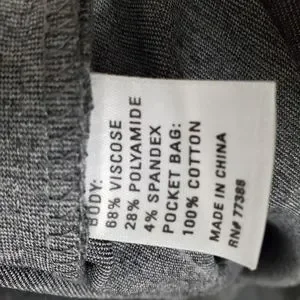 BODY:
68% VISCOSE
28% POLYAMIDE
4% SPANDEX
POCKET BAG:
100% COTTON
MADE IN CHINA
RN# 77388